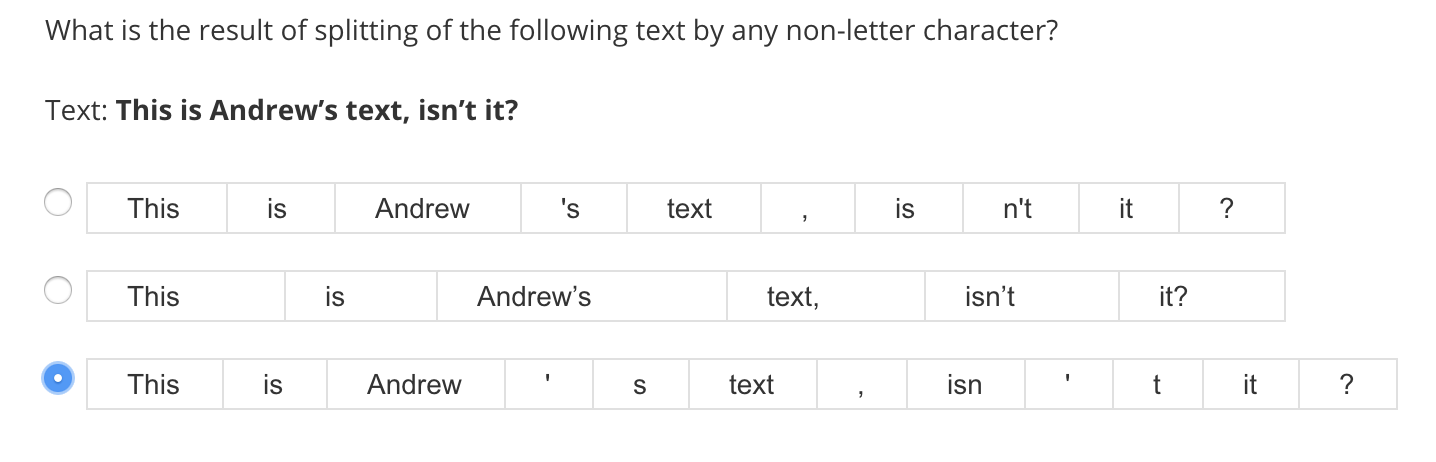 What is the result of splitting of the following text by any non-letter character?
Text: This is Andrew’s text, isn’t it?
This is Andrew 's text , is n't it ?
This is Andrew’s text, isn’t it?
This is Andrew ' s text , isn ' t it ?